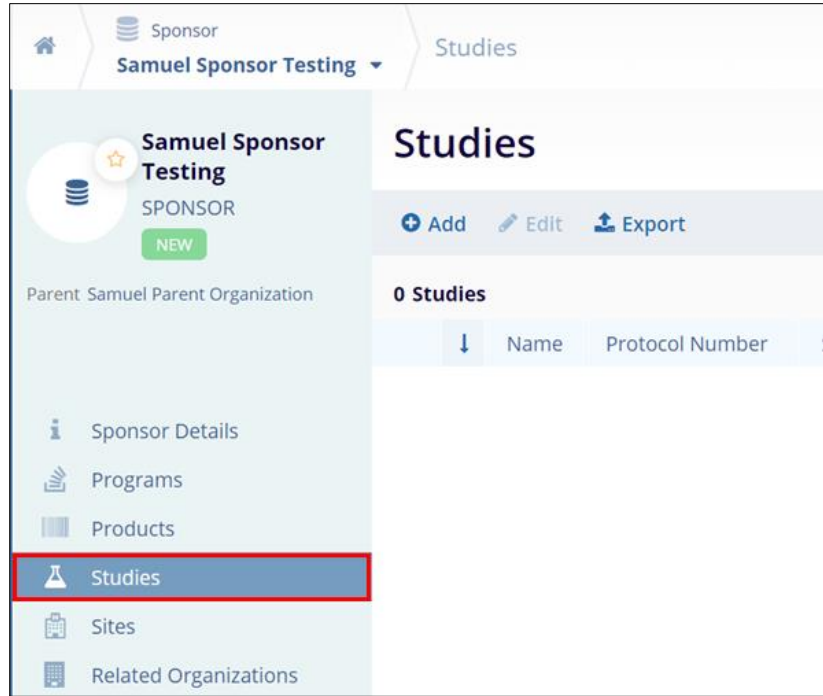 Sponsor
Samuel Sponsor Testing
Studies
Samuel Sponsor
Testing
SPONSOR
NEW
Parent Samuel Parent Organization
Sponsor Details
Programs
Products
Studies
Sites
Related Organizations
Studies
Add Edit Export
0 Studies
Name Protocol Number